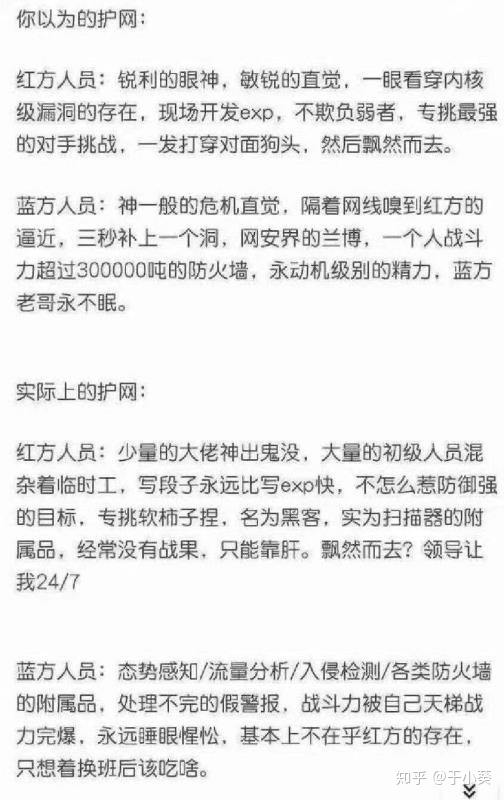 你以为的护网：
红方人员：锐利的眼神，敏锐的直觉，一眼看穿内核
级漏洞的存在，现场开发exp，不欺负弱者，专挑最强
的对手挑战，一发打穿对面狗头，然后飘然而去。
蓝方人员：神一般的危机直觉，隔着网线嗅到红方的
逼近，三秒补上一个洞，网安界的兰博，一个人战斗
力超过300000吨的防火墙，永动机级别的精力，蓝方
老哥永不眠。
实际上的护网：
红方人员：少量的大佬神出鬼没，大量的初级人员混
杂着临时工，写段子永远比写exp快，不怎么惹防御强
的目标，专挑软柿子捏，名为黑客，实为扫描器的附
属品，经常没有战果，只能靠肝。飘然而去？领导让
我24/7
蓝方人员：态势感知/流量分析/入侵检测/各类防火墙
的附属品，处理不完的假警报，战斗力被自己天梯战
力完爆，永远睡眼惺忪，基本上不在乎红方的存在，
只想着换班后该吃啥。
知乎 @于小葵